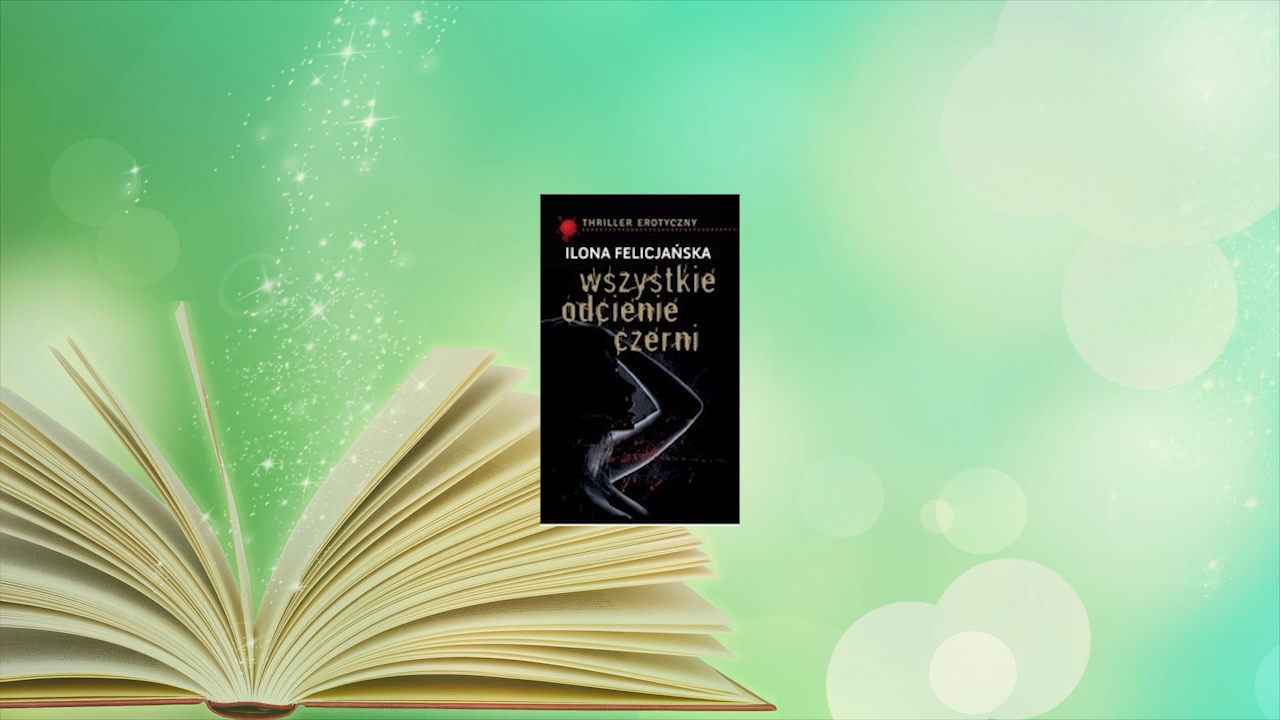 THRILLER EROTYCZNY
ILONA FELICJAŃSKA
wszystkie
odcienie
czerni